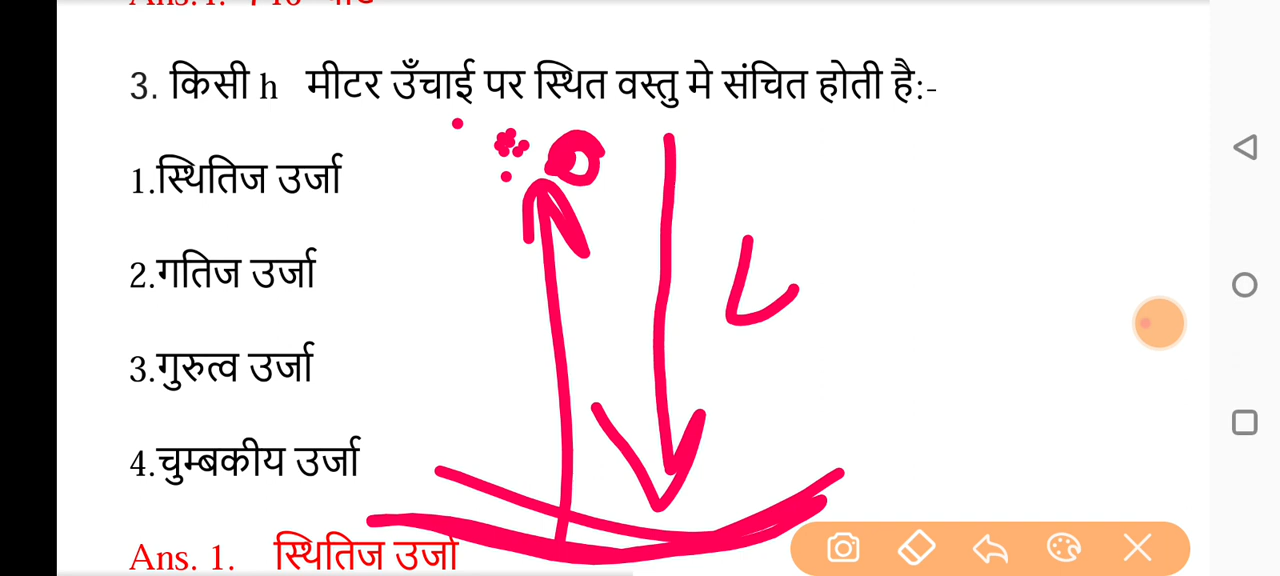 3. किसी h मीटर उँचाई पर स्थित वस्तु मे संचित होती है:-
1.स्थितिज उर्जा
2.गतिज उर्जा
3.गुरुत्व उर्जा
4.चुम्बकीय उर्जा
Ans. 1. स्थितिज उर्जा